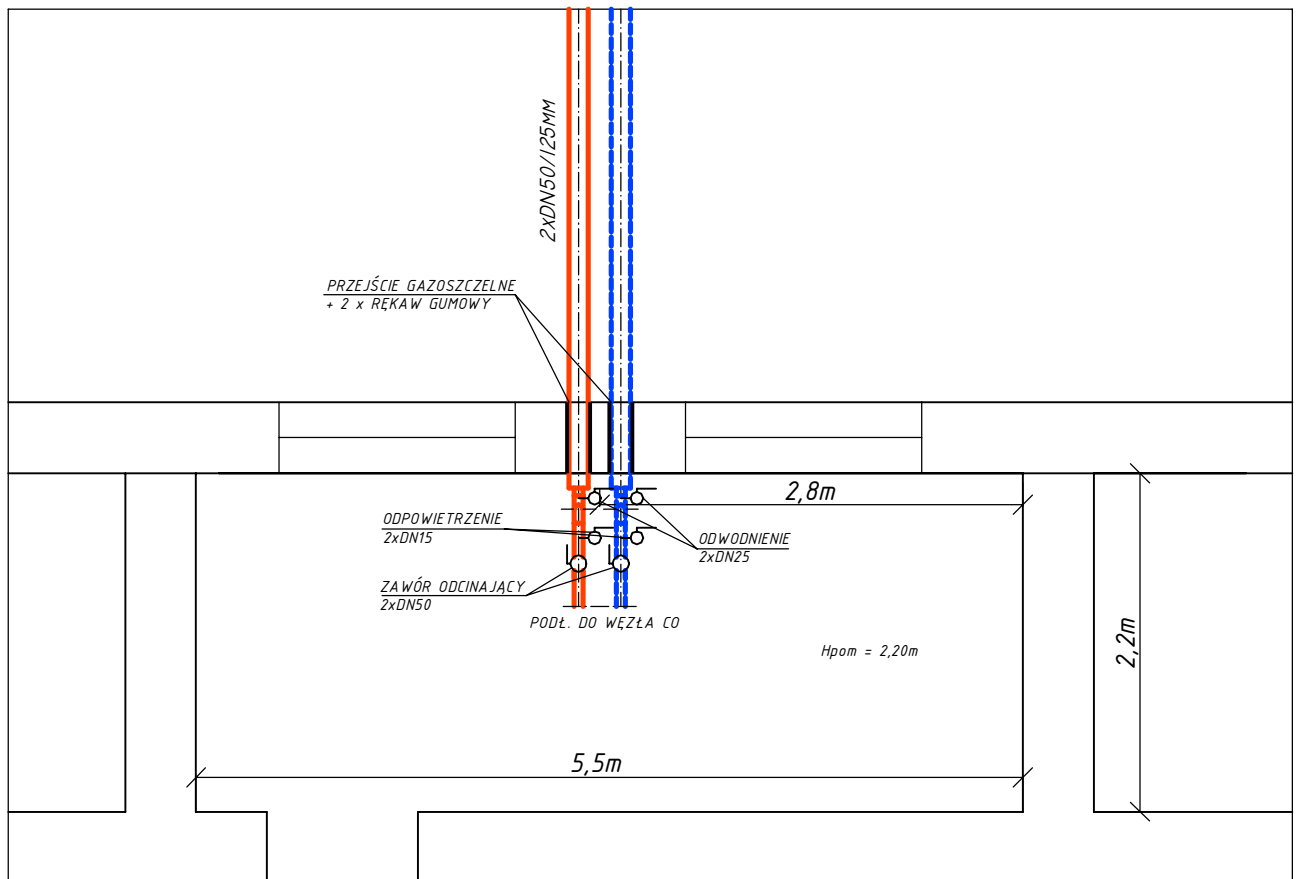 2xDN50/125MM
PRZEJŚCIE GAZOSZCZELNE
+ 2 x RĘKAW GUMOWY
2,8m
ODPOWIETRZENIE
2xDN15
ODWODNIENIE
2xDN25
ZAWÓR ODCINAJĄCY
2xDN50
PODŁ. DO WĘZŁA CO
Hpom = 2,20m
2,2m
5,5m